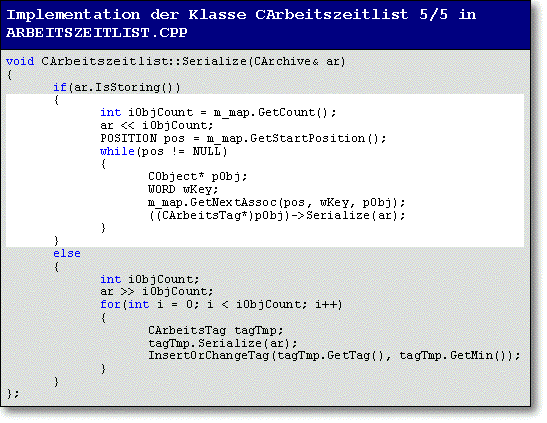 Implementation der Klasse CArbeitszeitlist 5/5 in
ARBEITSZEITLIST.CPP
void CArbeitszeitlist::Serialize(CArchive& ar)
{
if(ar.IsStoring())
{
int iObjCount = m_map.GetCount();
ar << iObjCount;
POSITION pos = m_map.GetStartPosition();
while(pos != NULL)
{
CObject* pObj;
WORD wKey;
m_map.GetNextAssoc(pos, wKey, pObj);
((CArbeitsTag*)pObj)->Serialize(ar);
}
}
else
{
int iObjCount;
ar >> iObjCount;
for(int i = 0; i < iObjCount; i++)
{
CArbeitsTag tagTmp;
tagTmp.Serialize(ar);
InsertOrChangeTag(tagTmp.GetTag(), tagTmp.GetMin());
}
}
};